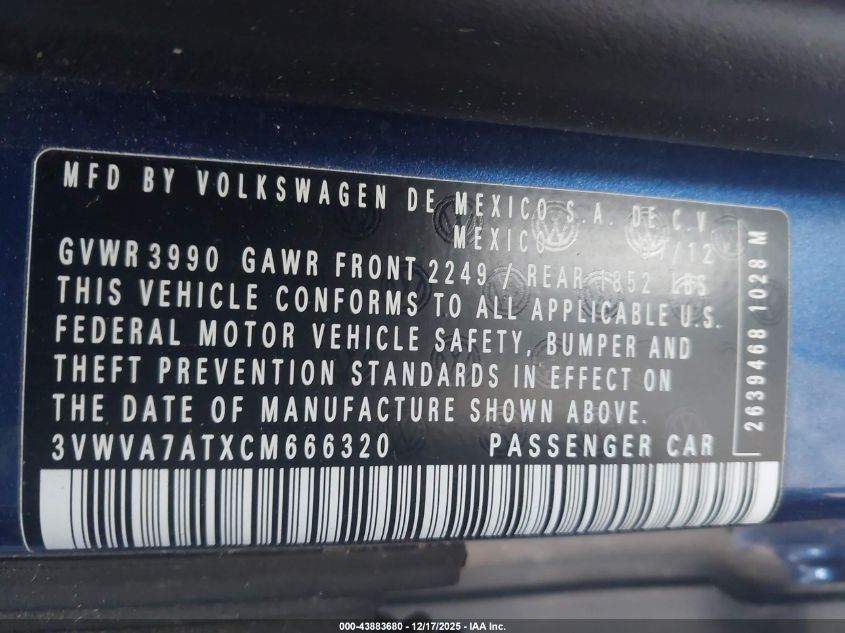 MFD BY VOLKSWAGEN DE MEXICO S.A. DE C.V.
MEXICO /12
GVWR 3990 GAWR FRONT 2249 / REAR 1852 LBS
THIS VEHICLE CONFORMS TO ALL APPLICABLE U.S.
FEDERAL MOTOR VEHICLE SAFETY, BUMPER AND
THEFT PREVENTION STANDARDS IN EFFECT ON
THE DATE OF MANUFACTURE SHOWN ABOVE.
3VWVA7ATXCM666320 PASSENGER CAR
2639468 1028 M
000-43883680 - 12/17/2025 - IAA Inc.